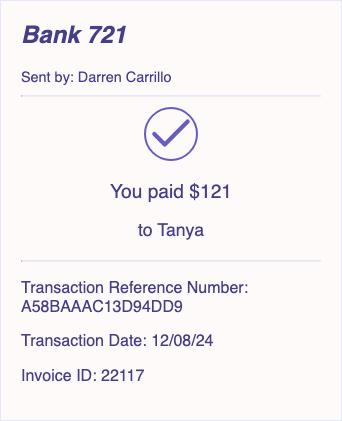 Bank 721
Sent by: Darren Carrillo
You paid $121
to Tanya
Transaction Reference Number:
A58BAAAC13D94DD9
Transaction Date: 12/08/24
Invoice ID: 22117